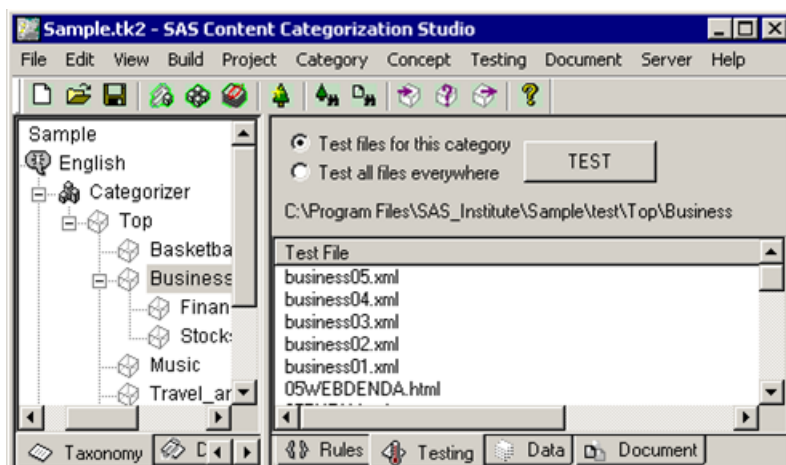 Sample.tk2 - SAS Content Categorization Studio
File Edit View Build Project Category Concept Testing Document Server Help
Sample
English
Categorizer
Top
Basketba
Business
Finan
Stock
Music
Travel_ar
Taxonomy
Test files for this category
Test all files everywhere
TEST
C:\Program Files\SAS_Institute\Sample\test\Top\Business
Test File
business05.xml
business04.xml
business03.xml
business02.xml
business01.xml
05WEBDENDA.html
Rules Testing Data Document